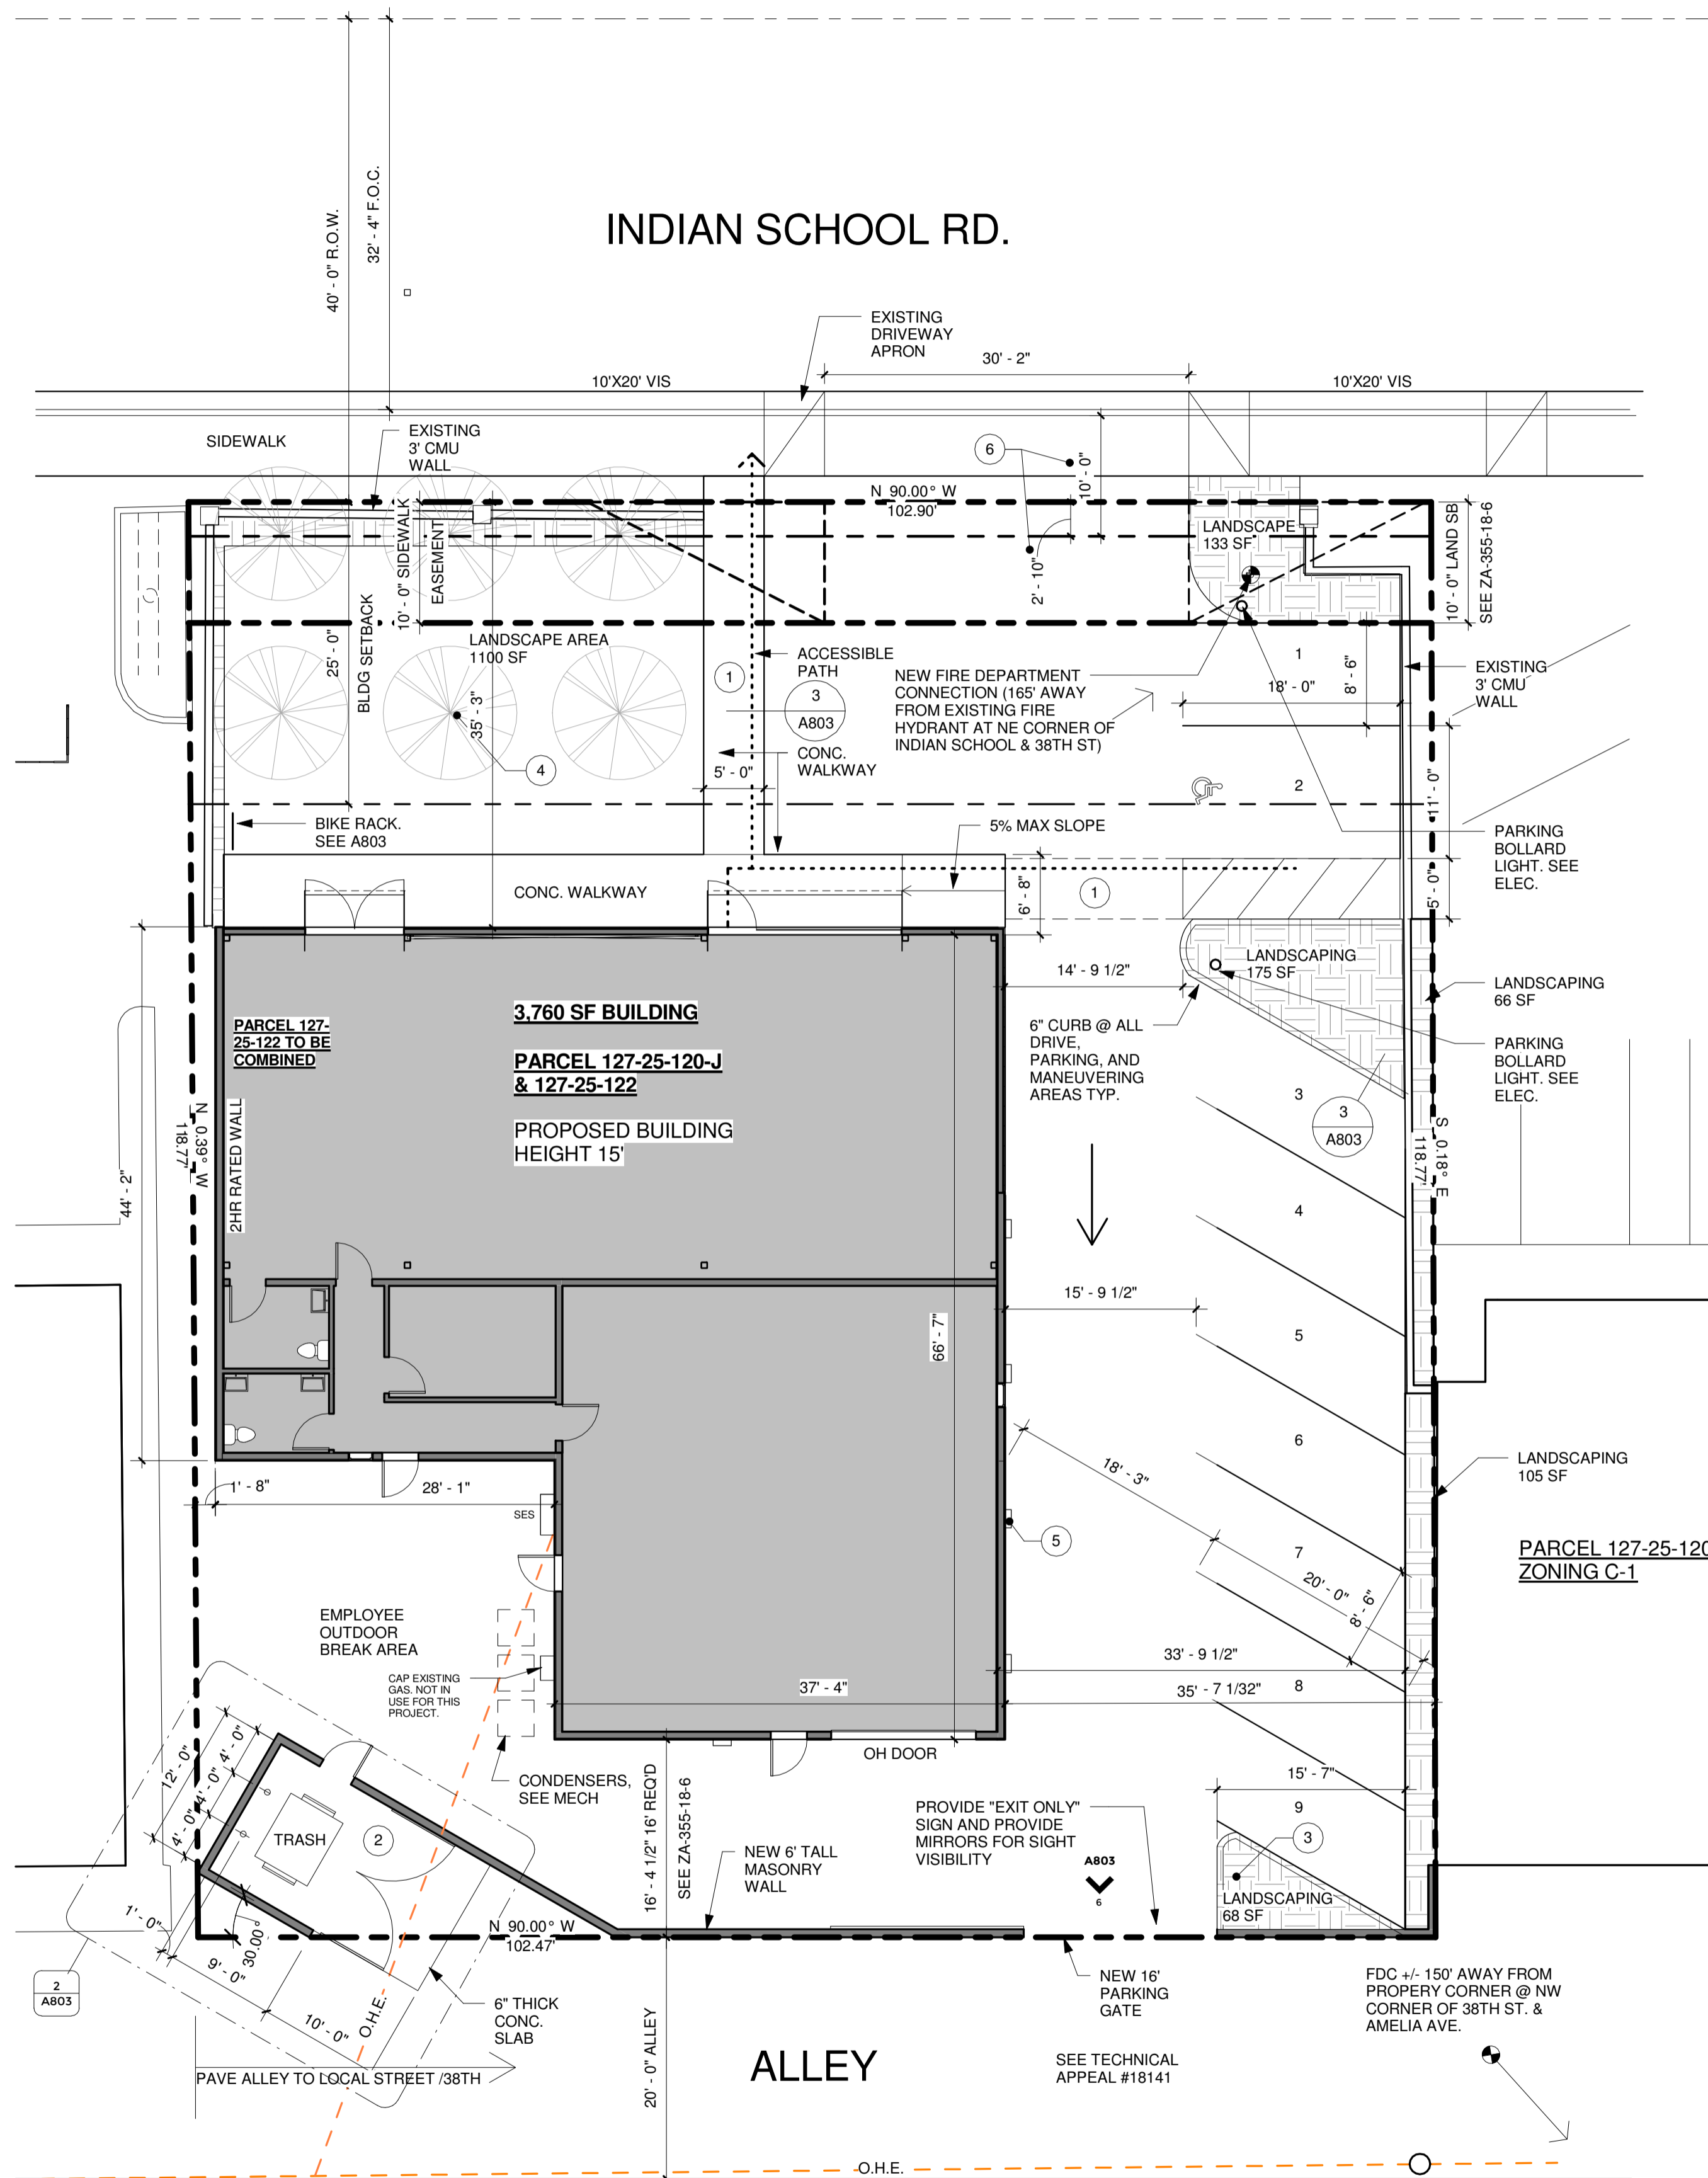 INDIAN SCHOOL RD.
40' - 0" R.O.W.
32' - 4" F.O.C.
EXISTING
DRIVEWAY
APRON
30' - 2"
10'X20' VIS
10'X20' VIS
SIDEWALK
EXISTING
3' CMU
WALL
6
10' - 0"
N 90.00° W
102.90'
LANDSCAPE
133 SF
10' - 0" LAND SB
SEE ZA-355-18-6
10' - 0" SIDEWALK
EASEMENT
2' - 10"
25' - 0"
BLDG SETBACK
LANDSCAPE AREA
1100 SF
35' - 3"
4
1
ACCESSIBLE
PATH
3
A803
CONC.
WALKWAY
5' - 0"
NEW FIRE DEPARTMENT
CONNECTION (165' AWAY
FROM EXISTING FIRE
HYDRANT AT NE CORNER OF
INDIAN SCHOOL & 38TH ST)
1
18' - 0"
8' - 6"
EXISTING
3' CMU
WALL
2
11' - 0"
BIKE RACK.
SEE A803
5% MAX SLOPE
PARKING
BOLLARD
LIGHT. SEE
ELEC.
CONC. WALKWAY
6' - 8"
1
5' - 0"
14' - 9 1/2"
LANDSCAPING
175 SF
LANDSCAPING
66 SF
PARCEL 127-
25-122 TO BE
COMBINED
3,760 SF BUILDING
PARCEL 127-25-120-J
& 127-25-122
PROPOSED BUILDING
HEIGHT 15'
6" CURB @ ALL
DRIVE,
PARKING, AND
MANEUVERING
AREAS TYP.
PARKING
BOLLARD
LIGHT. SEE
ELEC.
3
3
A803
N 0.39° W
118.77'
2HR RATED WALL
44' - 2"
S 0.18° E
118.77'
4
15' - 9 1/2"
66' - 7"
5
6
18' - 3"
LANDSCAPING
105 SF
1' - 8"
28' - 1"
SES
5
7
20' - 0"
8' - 6"
PARCEL 127-25-120
ZONING C-1
EMPLOYEE
OUTDOOR
BREAK AREA
CAP EXISTING
GAS. NOT IN
USE FOR THIS
PROJECT.
37' - 4"
33' - 9 1/2"
35' - 7 1/32"
8
OH DOOR
12' - 0"
4' - 0"
4' - 0"
4' - 0"
TRASH
2
CONDENSERS,
SEE MECH
16' - 4 1/2" 16' REQ'D
SEE ZA-355-18-6
NEW 6' TALL
MASONRY
WALL
PROVIDE "EXIT ONLY"
SIGN AND PROVIDE
MIRRORS FOR SIGHT
VISIBILITY
A803
6
15' - 7"
9
3
LANDSCAPING
68 SF
1' - 0"
30.00°
9' - 0"
10' - 0"
N 90.00° W
102.47'
2
A803
O.H.E.
6" THICK
CONC.
SLAB
NEW 16'
PARKING
GATE
FDC +/- 150' AWAY FROM
PROPERY CORNER @ NW
CORNER OF 38TH ST. &
AMELIA AVE.
PAVE ALLEY TO LOCAL STREET /38TH
20' - 0" ALLEY
ALLEY
SEE TECHNICAL
APPEAL #18141
O.H.E.